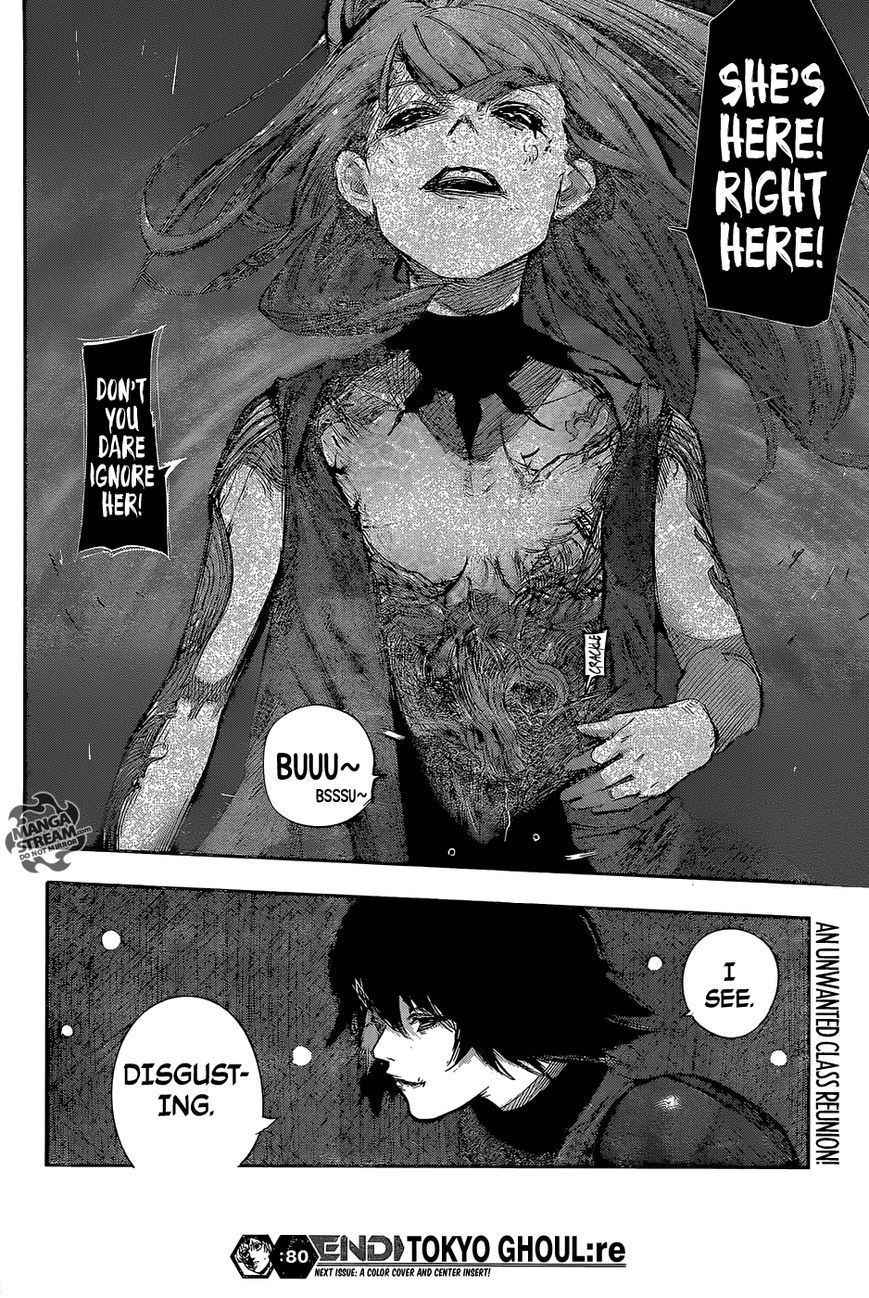 SHE'S
HERE!
RIGHT
HERE!
DON'T
YOU
DARE
IGNORE
HER!
CRACKLE
BUUU~
BSSSU~
MANGA
STREAM.com
DO NOT MIRROR
I
SEE.
DISGUST-
ING.
AN UNWANTED CLASS REUNION!
:80
END
TOKYO GHOUL:re
NEXT ISSUE: A COLOR COVER AND CENTER INSERT!